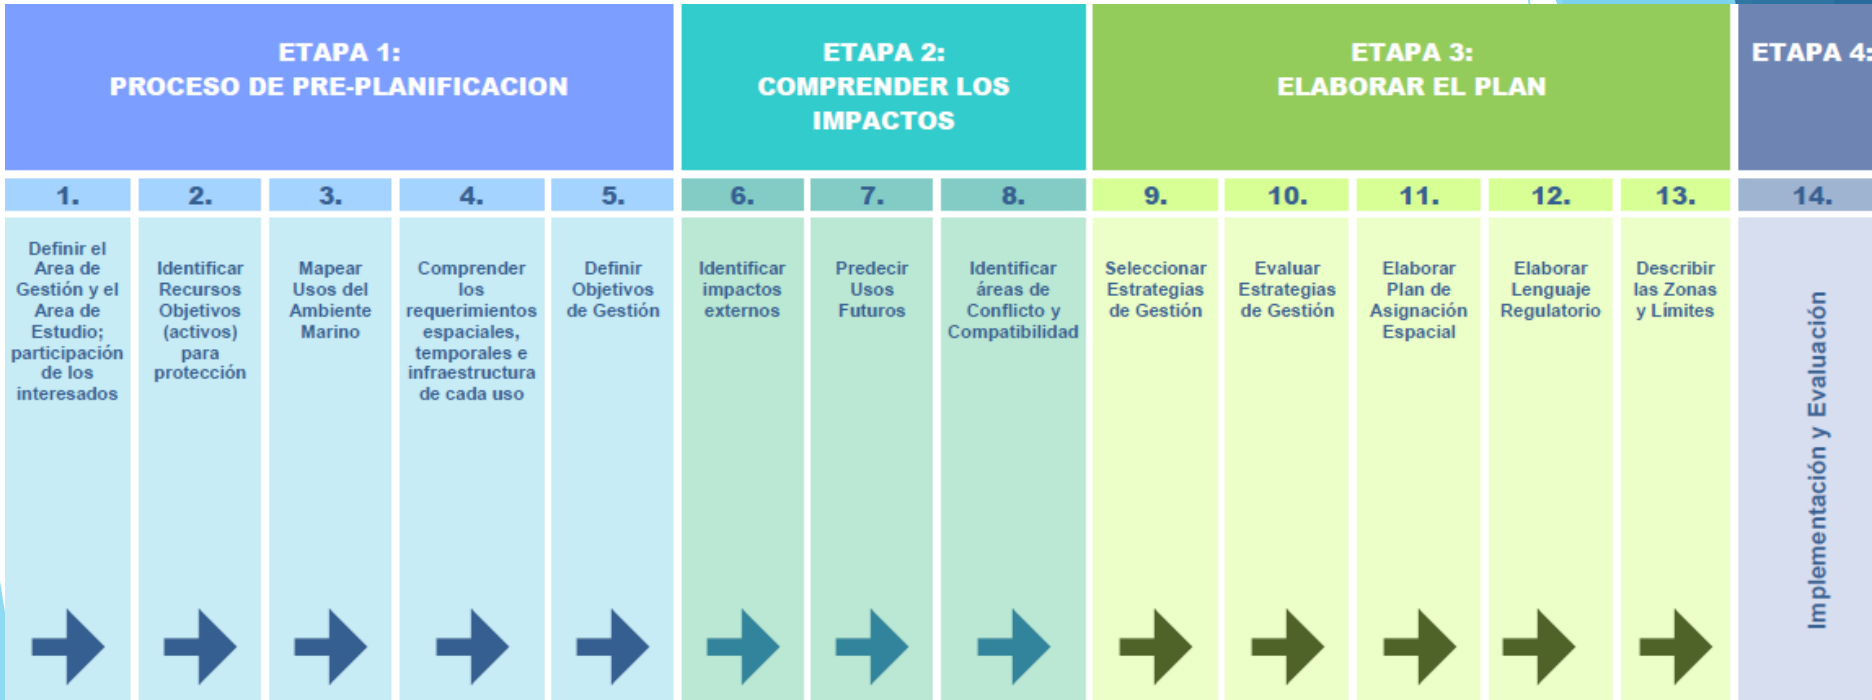 ETAPA 1:
PROCESO DE PRE-PLANIFICACION
ETAPA 2:
COMPRENDER LOS
IMPACTOS
ETAPA 3:
ELABORAR EL PLAN
ETAPA 4:
1.
2.
3.
4.
5.
6.
7.
8.
9.
10.
11.
12.
13.
14.
Definir el
Area de
Gestión y el
Area de
Estudio;
participación
de los
interesados
Identificar
Recursos
Objetivos
(activos)
para
protección
Mapear
Usos del
Ambiente
Marino
Comprender
los
requerimientos
espaciales,
temporales e
infraestructura
de cada uso
Definir
Objetivos
de Gestión
Identificar
impactos
externos
Predecir
Usos
Futuros
Identificar
áreas de
Conflicto y
Compatibilidad
Seleccionar
Estrategias
de Gestión
Evaluar
Estrategias
de Gestión
Elaborar
Plan de
Asignación
Espacial
Elaborar
Lenguaje
Regulatorio
Describir
las Zonas
y Límites
Implementación y Evaluación